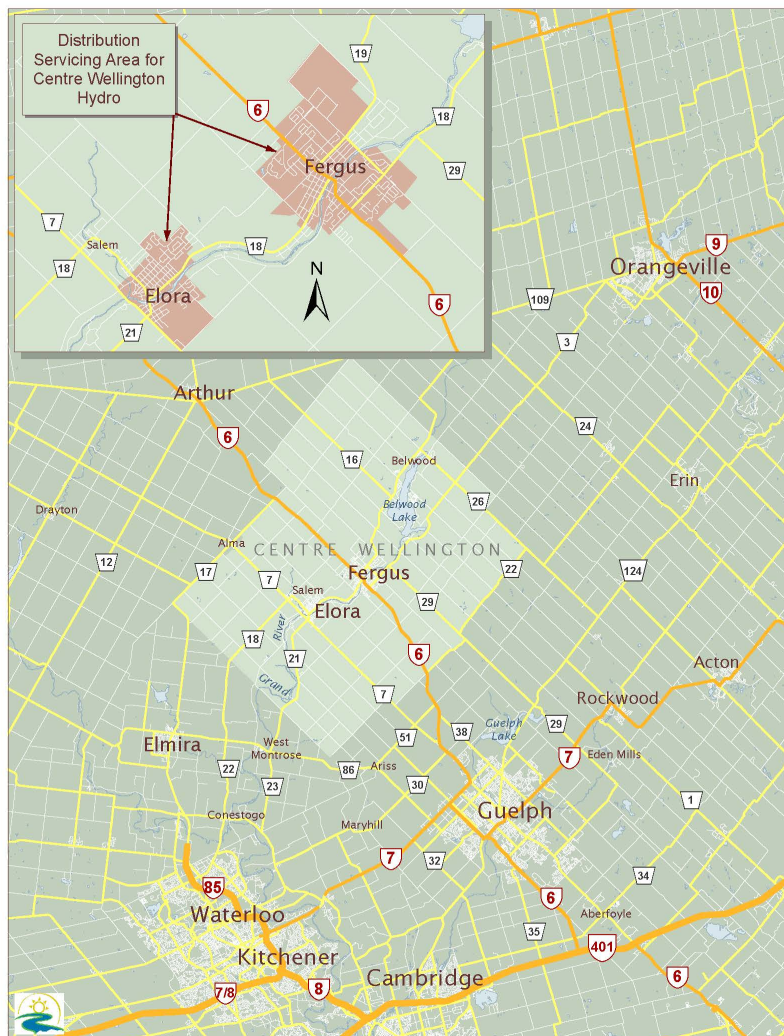 Distribution
Servicing Area for
Centre Wellington
Hydro
19
6
18
Fergus
29
7
Salem
18
18
Elora
N
6
21
9
Orangeville
10
109
3
Arthur
6
24
16
Belwood
Erin
26
Belwood
Lake
Drayton
Alma
CENTRE WELLINGTON
12
17
7
Fergus
22
124
Salem
29
Elora
18
River
21
6
Grand
Acton
7
Rockwood
Guelph
Lake
29
38
51
Elmira
West
Montrose
7
Eden Mills
22
86
Ariss
23
30
1
Conestogo
Maryhill
Guelph
7
32
34
85
6
Waterloo
Aberfoyle
35
401
Kitchener
Cambridge
6
7/8
8